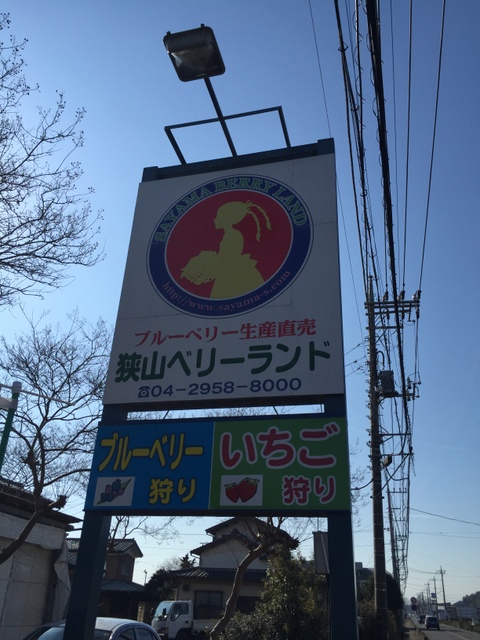 SAYAMA BERRY LAND
http://www.sayama-s.com
ブルーベリー生産直売
狭山ベリーランド
☎04-2958-8000
ブルーベリー
狩り
いちご
狩り